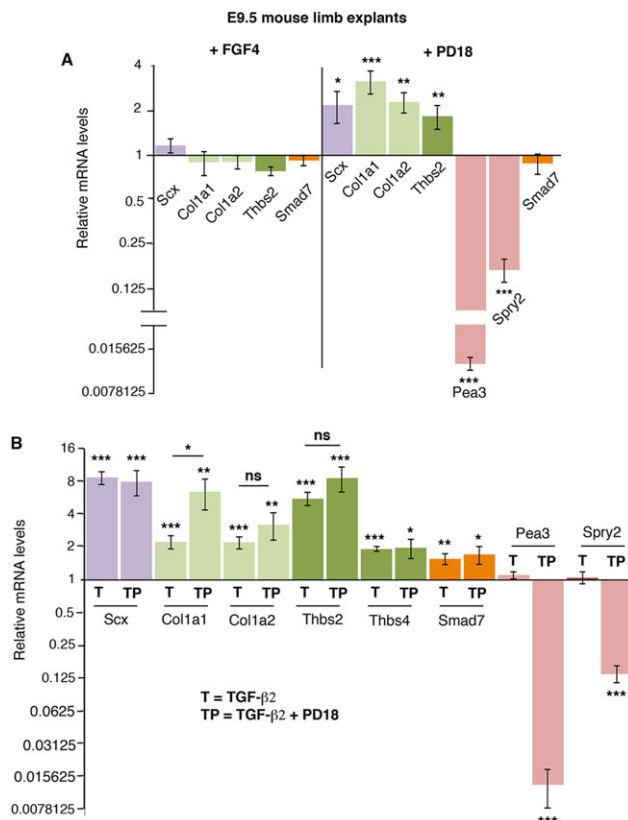 E9.5 mouse limb explants
+ FGF4
+ PD18
A
Relative mRNA levels
4
2
1
0.5
0.25
0.125
0.015625
0.0078125
Scx
Col1a1
Col1a2
Thbs2
Smad7
*
***
**
**
Scx
Col1a1
Col1a2
Thbs2
***
Pea3
***
Spry2
Smad7
B
Relative mRNA levels
16
8
4
2
1
0.5
0.25
0.125
0.0625
0.03125
0.015625
0.0078125
*** *** *** * ** *** ns ** *** ns *** *** * ** *
Pea3 Spry2
T TP T TP
T TP T TP T TP T TP T TP T TP
Scx Col1a1 Col1a2 Thbs2 Thbs4 Smad7
T = TGF-β2
TP = TGF-β2 + PD18
***
***